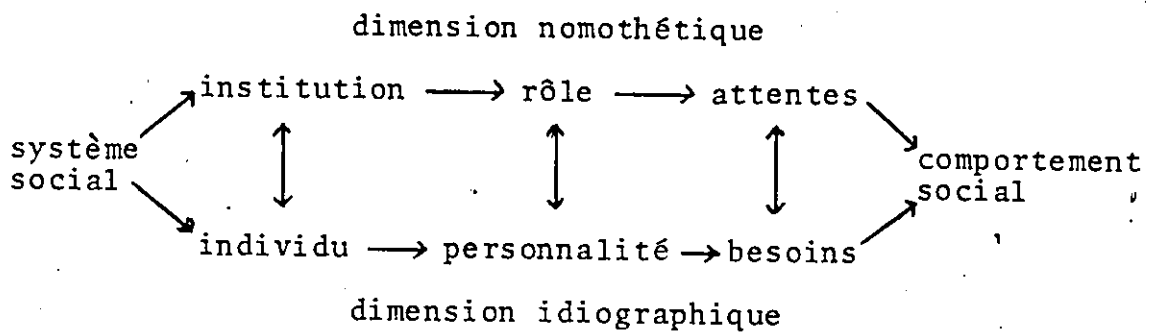 dimension nomothétique
institution → rôle → attentes
système
social
comportement
social
individu → personnalité → besoins
dimension idiographique